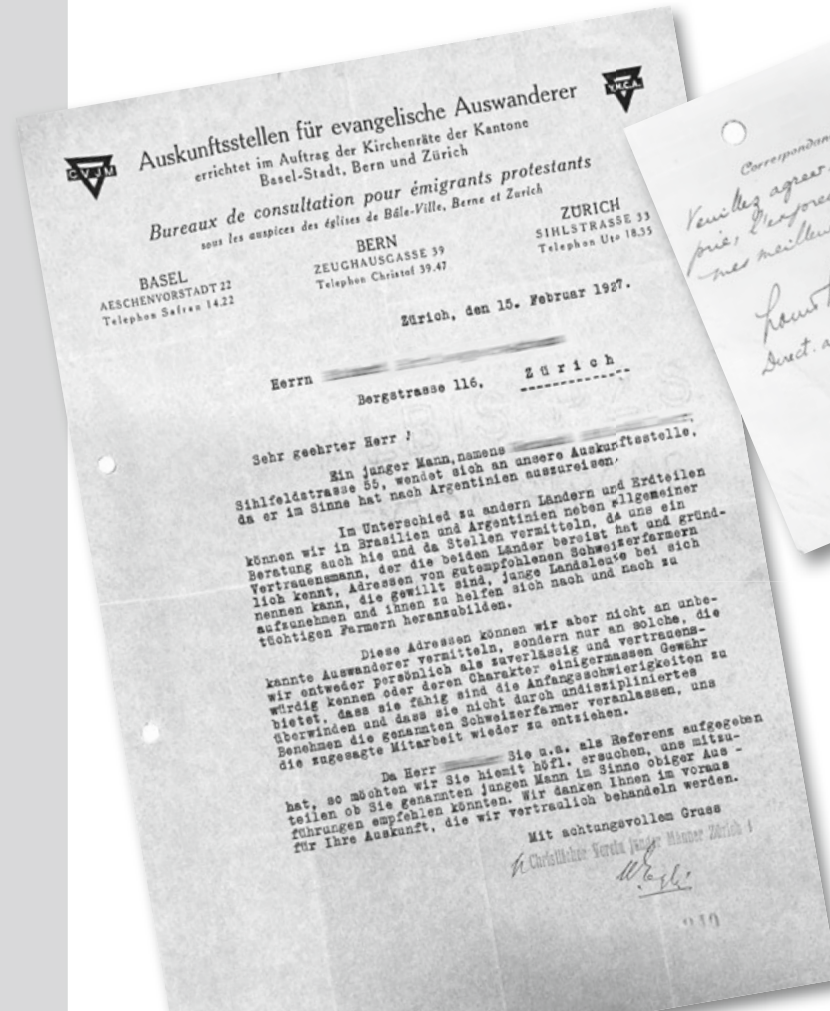 C V J M
Y.M.C.A.
Auskunftsstellen für evangelische Auswanderer
errichtet im Auftrag der Kirchenräte der Kantone
Basel-Stadt, Bern und Zürich
Bureaux de consultation pour émigrants protestants
sous les auspices des églises de Bâle-Ville, Berne et Zurich
BASEL
AESCHENVORSTADT 22
Telephon Safran 14.22
BERN
ZEUGHAUSGASSE 39
Telephon Christof 39.47
ZÜRICH
SIHLSTRASSE 33
Telephon Uto 18.35
Zürich, den 15. Februar 1927.
Herrn
Bergstrasse 116, Zürich
Sehr geehrter Herr !
Ein junger Mann, namens
Sihlfeldstrasse 55, wendet sich an unsere Auskunftsstelle,
da er im Sinne hat nach Argentinien auszureisen.
Im Unterschied zu andern Ländern und Erdteilen
können wir in Brasilien und Argentinien neben allgemeiner
Beratung auch hie und da Stellen vermitteln, da uns ein
Vertrauensmann, der die beiden Länder bereist hat und gründ-
lich kennt, Adressen von gutempfohlenen Schweizerfarmern
nennen kann, die gewillt sind, junge Landsleute bei sich
aufzunehmen und ihnen zu helfen sich nach und nach zu
tüchtigen Farmern heranzubilden.
Diese Adressen können wir aber nicht an unbe-
kannte Auswanderer vermitteln, sondern nur an solche, die
wir entweder persönlich als zuverlässig und vertrauens-
würdig kennen oder deren Charakter einigermassen Gewähr
bietet, dass sie fähig sind die Anfangsschwierigkeiten zu
überwinden und dass sie nicht durch undiszipliniertes
Benehmen die genannten Schweizerfarmer veranlassen, uns
die zugesagte Mitarbeit wieder zu entziehen.
Da Herr Sie u.a. als Referenz aufgegeben
hat, so möchten wir Sie hiemit höfl. ersuchen, uns mitzu-
teilen ob Sie genannten jungen Mann im Sinne obiger Aus -
führungen empfehlen könnten. Wir danken Ihnen im voraus
für Ihre Auskunft, die wir vertraulich behandeln werden.
Mit achtungsvollem Gruss
Christlicher Verein junger Männer Zürich 1
Correspondan
Veuillez agréer
mes meilleu
Direct.